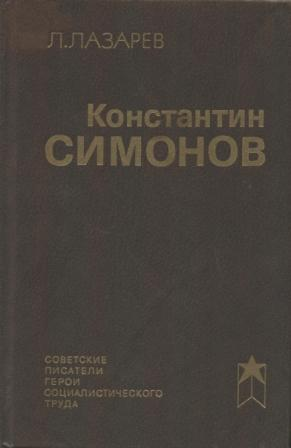 Л.ЛАЗАРЕВ
Константин
СИМОНОВ
СОВЕТСКИЕ
ПИСАТЕЛИ
ГЕРОИ
СОЦИАЛИСТИЧЕСКОГО
ТРУДА